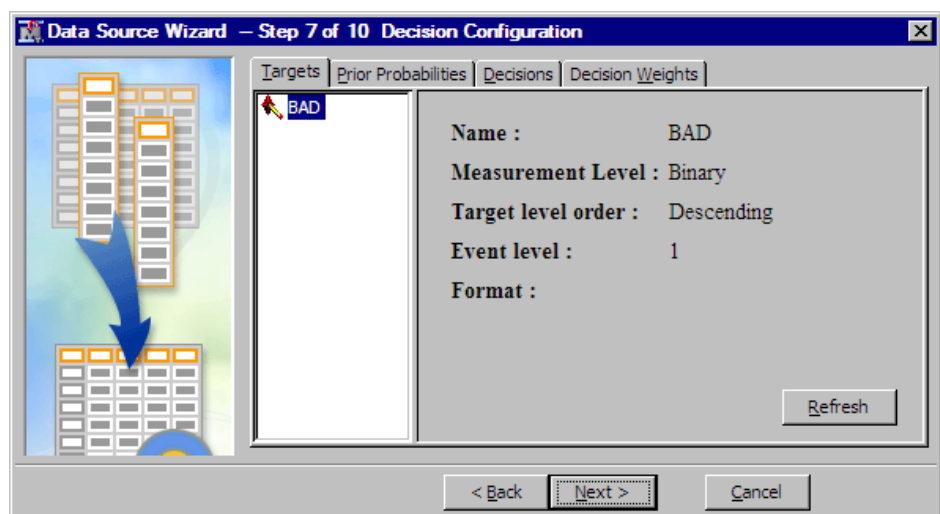 Data Source Wizard – Step 7 of 10 Decision Configuration
Targets Prior Probabilities Decisions Decision Weights
BAD
Name : BAD
Measurement Level : Binary
Target level order : Descending
Event level : 1
Format :
Refresh
< Back Next > Cancel